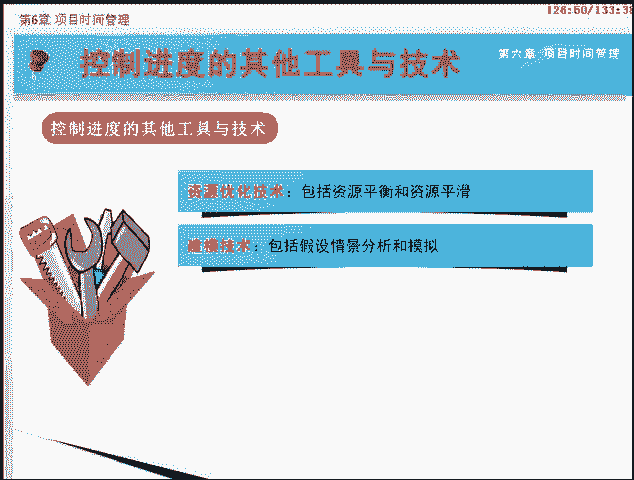 第6章 项目时间管理
126:50/133:33
控制进度的其他工具与技术
第六章 项目时间管理
控制进度的其他工具与技术
资源优化技术：包括资源平衡和资源平滑
建模技术：包括假设情景分析和模拟